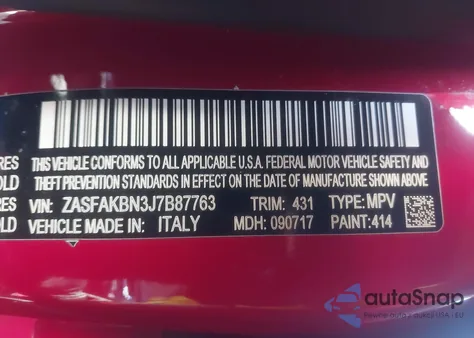 RES THIS VEHICLE CONFORMS TO ALL APPLICABLE U.S.A. FEDERAL MOTOR VEHICLE SAFETY AND
OLD THEFT PREVENTION STANDARDS IN EFFECT ON THE DATE OF MANUFACTURE SHOWN ABOVE.
RES VIN: ZASFAKBN3J7B87763 TRIM: 431 TYPE: MPV
OLD VEHICLE MADE IN: ITALY MDH: 090717 PAINT: 414
autoSnap